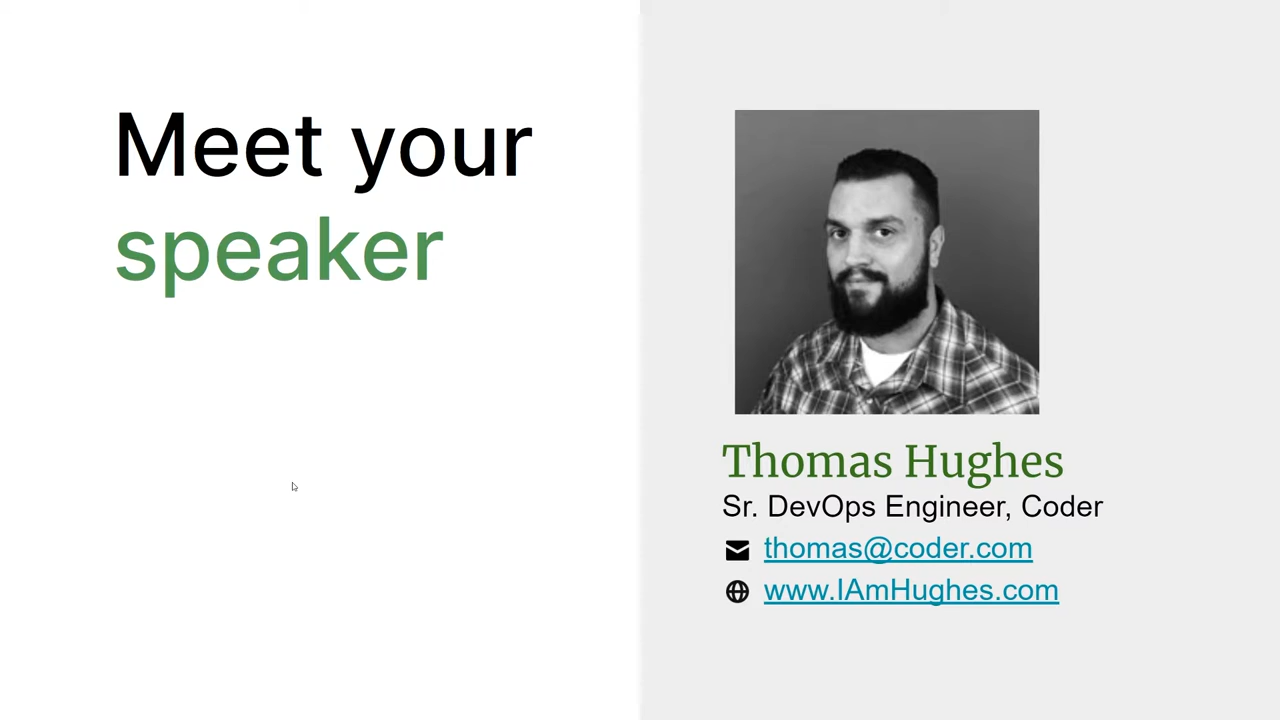 Meet your
speaker
Thomas Hughes
Sr. DevOps Engineer, Coder
thomas@coder.com
www.IAmHughes.com